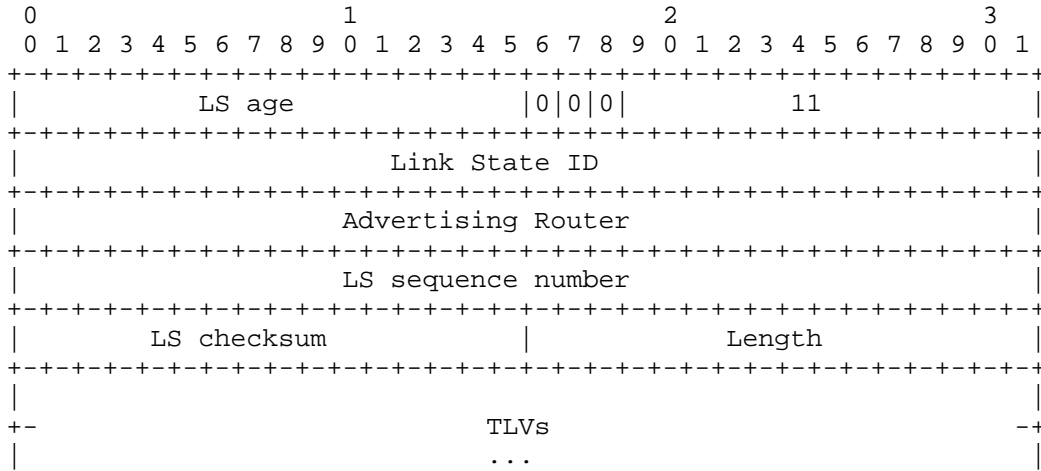 0                   1                   2                   3
 0 1 2 3 4 5 6 7 8 9 0 1 2 3 4 5 6 7 8 9 0 1 2 3 4 5 6 7 8 9 0 1
+-+-+-+-+-+-+-+-+-+-+-+-+-+-+-+-+-+-+-+-+-+-+-+-+-+-+-+-+-+-+-+-+
|           LS age              |0|0|0|          11             |
+-+-+-+-+-+-+-+-+-+-+-+-+-+-+-+-+-+-+-+-+-+-+-+-+-+-+-+-+-+-+-+-+
|                       Link State ID                           |
+-+-+-+-+-+-+-+-+-+-+-+-+-+-+-+-+-+-+-+-+-+-+-+-+-+-+-+-+-+-+-+-+
|                    Advertising Router                         |
+-+-+-+-+-+-+-+-+-+-+-+-+-+-+-+-+-+-+-+-+-+-+-+-+-+-+-+-+-+-+-+-+
|                    LS sequence number                         |
+-+-+-+-+-+-+-+-+-+-+-+-+-+-+-+-+-+-+-+-+-+-+-+-+-+-+-+-+-+-+-+-+
|        LS checksum            |            Length             |
+-+-+-+-+-+-+-+-+-+-+-+-+-+-+-+-+-+-+-+-+-+-+-+-+-+-+-+-+-+-+-+-+
|                                                               |
+-                            TLVs                             -+
|                             ...                               |